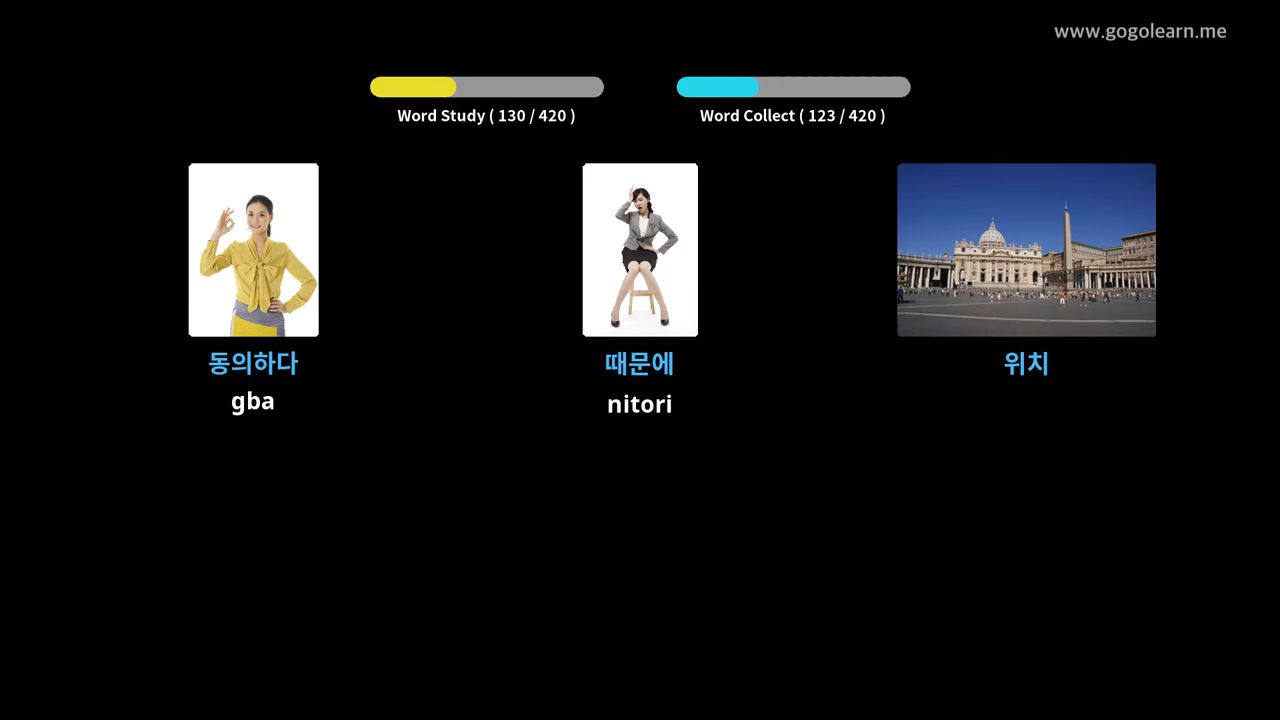 www.gogolearn.me
Word Study ( 130 / 420 )
Word Collect ( 123 / 420 )
동의하다
때문에
위치
gba
nitori